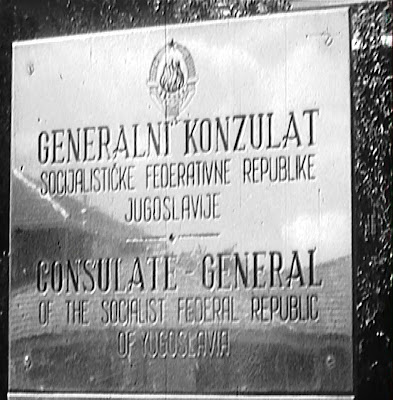 GENERALNI KONZULAT
SOCIJALISTIČKE FEDERATIVNE REPUBLIKE
JUGOSLAVIJE
CONSULATE-GENERAL
OF THE SOCIALIST FEDERAL REPUBLIC
OF YUGOSLAVIA